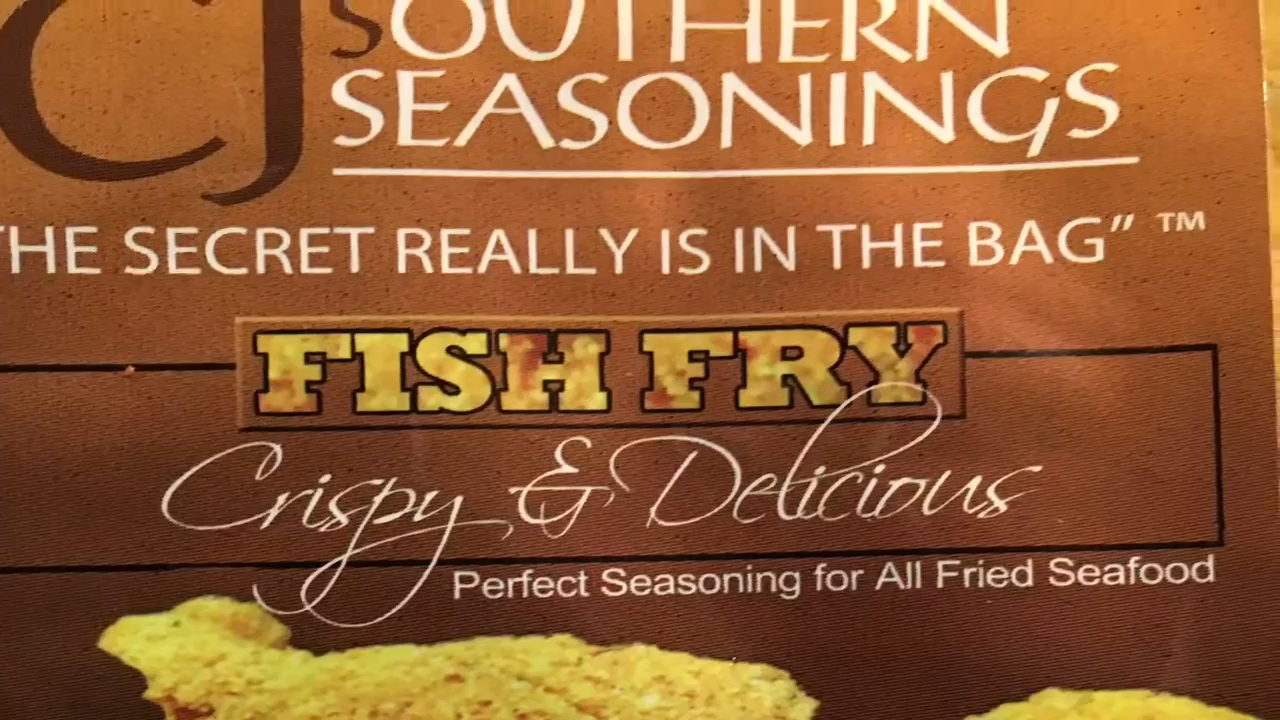 CJ's SOUTHERN
SEASONINGS
THE SECRET REALLY IS IN THE BAG" ™
FISH FRY
Crispy & Delicious
Perfect Seasoning for All Fried Seafood